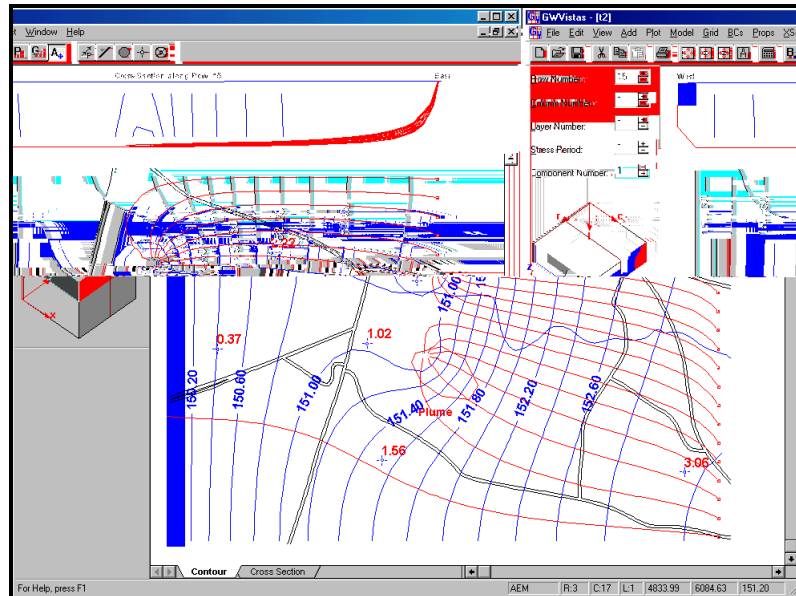 GWVistas - [t2]
t Window Help
File Edit View Add Plot Model Grid BCs Props XS
Cross-Section along Row 15
East
Row Number: 15
West
Column Number:
Layer Number:
Stress Period:
Component Number: 1
151.00
0.37
1.02
150.20
150.60
151.00
151.40
151.80
152.20
152.60
Plume
1.56
3.06
Contour Cross Section
For Help, press F1
AEM R:3 C:17 L:1 4833.99 6084.63 151.20